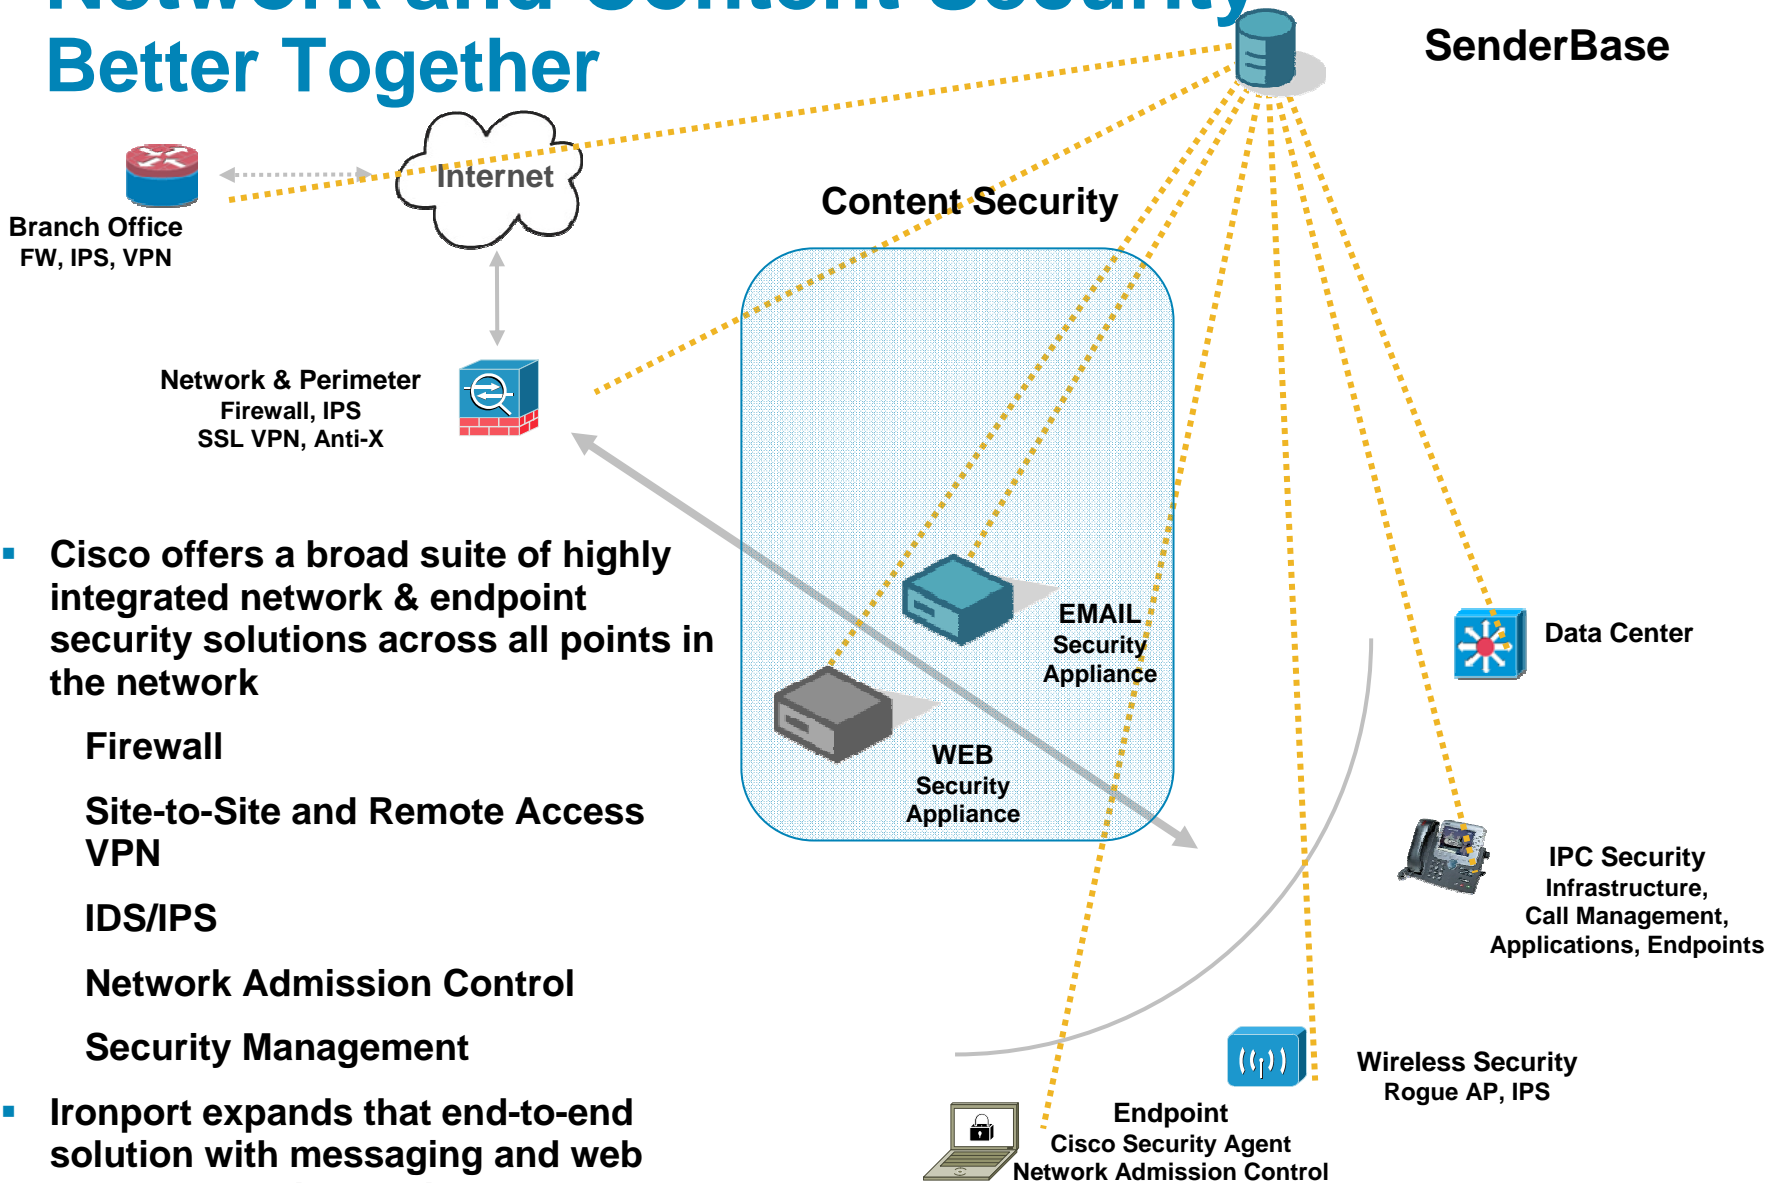 Network and Content Security
Better Together
SenderBase
Internet
Content Security
Branch Office
FW, IPS, VPN
Network & Perimeter
Firewall, IPS
SSL VPN, Anti-X
▪ Cisco offers a broad suite of highly
integrated network & endpoint
security solutions across all points in
the network
Firewall
Site-to-Site and Remote Access
VPN
IDS/IPS
Network Admission Control
Security Management
▪ Ironport expands that end-to-end
solution with messaging and web
EMAIL
Security
Appliance
WEB
Security
Appliance
Data Center
IPC Security
Infrastructure,
Call Management,
Applications, Endpoints
Wireless Security
Rogue AP, IPS
Endpoint
Cisco Security Agent
Network Admission Control